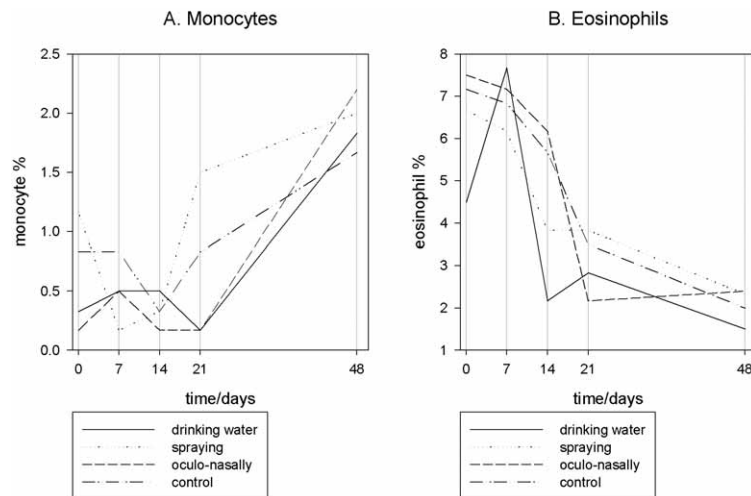 A. Monocytes
2.5
2.0
1.5
1.0
0.5
0.0
monocyte %
0 7 14 21 48
time/days
drinking water
spraying
oculo-nasally
control
B. Eosinophils
8
7
6
5
4
3
2
1
eosinophil %
0 7 14 21 48
time/days
drinking water
spraying
oculo-nasally
control